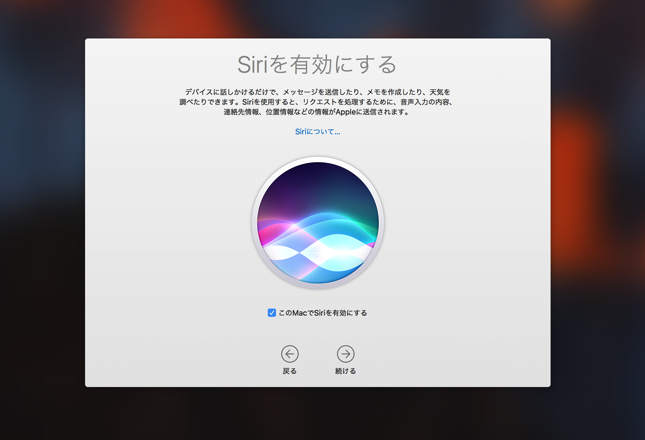 Siriを有効にする
デバイスに話しかけるだけで、メッセージを送信したり、メモを作成したり、天気を
調べたりできます。Siriを使用すると、リクエストを処理するために、音声入力の内容、
連絡先情報、位置情報などの情報がAppleに送信されます。
Siriについて...
このMacでSiriを有効にする
戻る
続ける